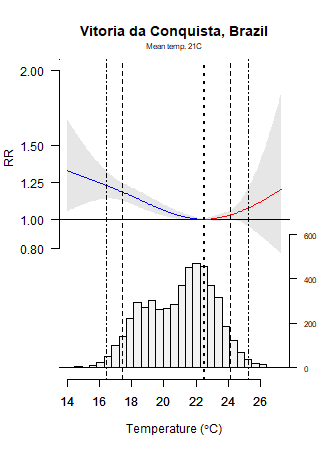 Vitoria da Conquista, Brazil
Mean temp. 21C
2.00
1.50
1.25
1.00
0.80
RR
600
400
200
0
14 16 18 20 22 24 26
Temperature (°C)